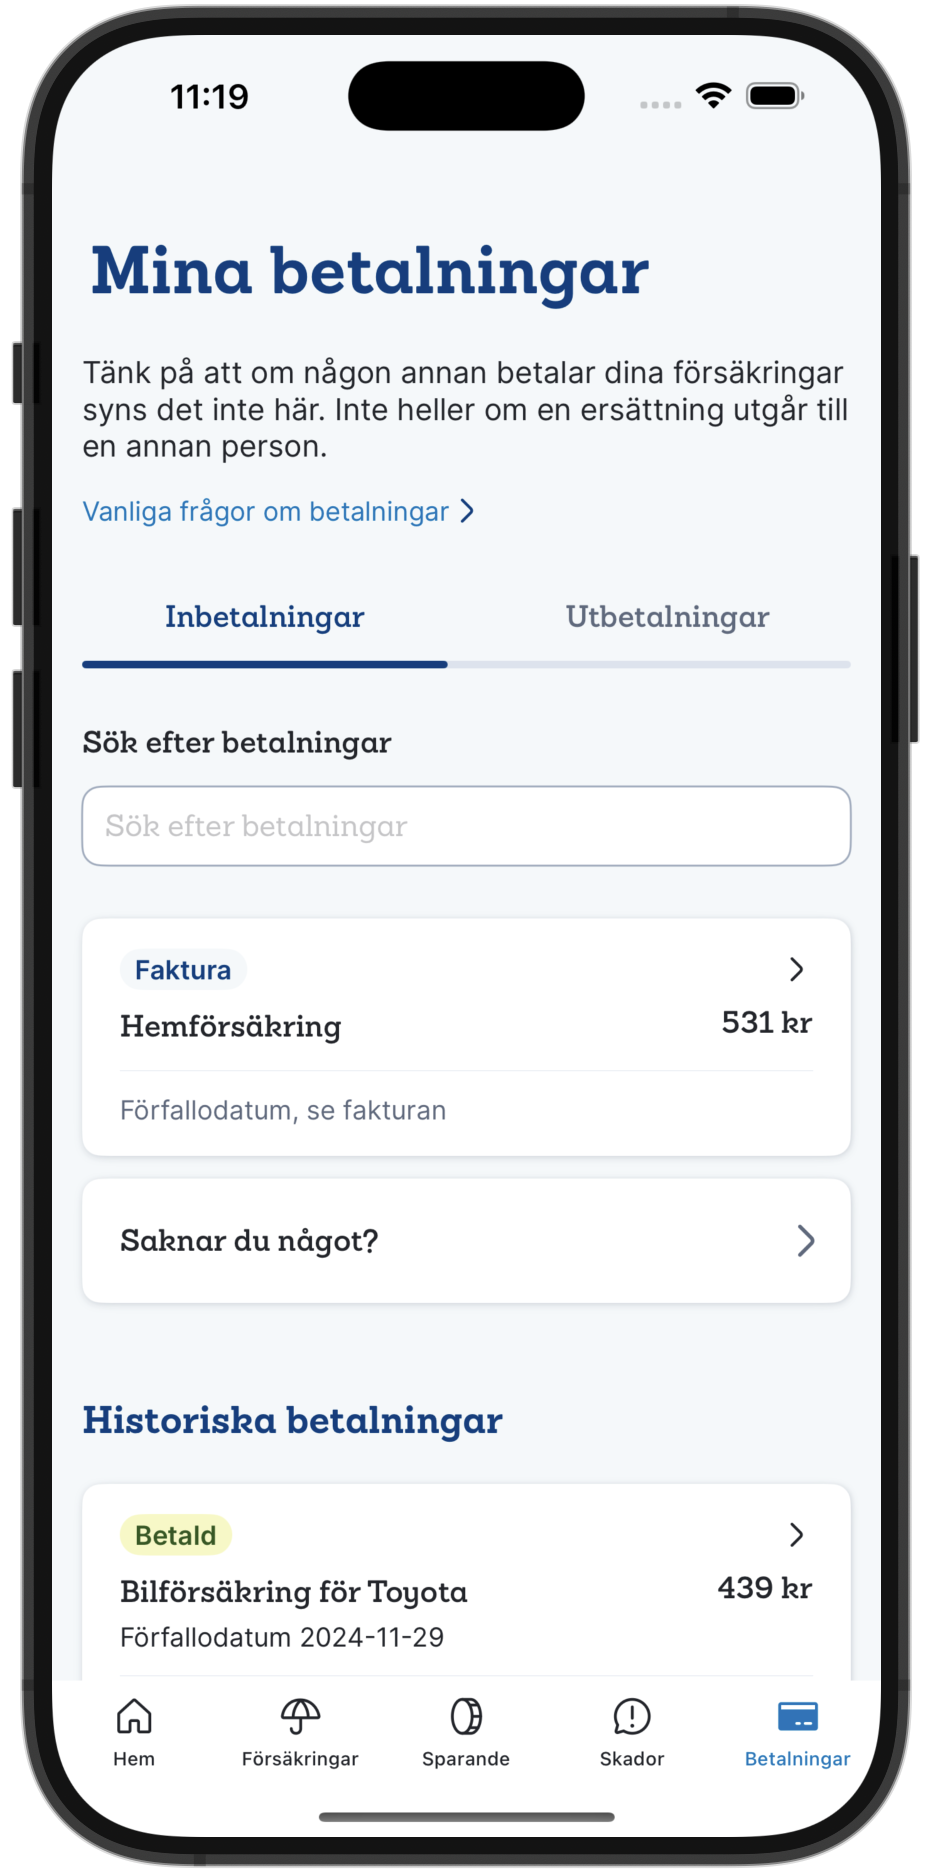 11:19
Mina betalningar
Tänk på att om någon annan betalar dina försäkringar
syns det inte här. Inte heller om en ersättning utgår till
en annan person.
Vanliga frågor om betalningar
Inbetalningar
Utbetalningar
Sök efter betalningar
Sök efter betalningar
Faktura
Hemförsäkring
531 kr
Förfallodatum, se fakturan
Saknar du något?
Historiska betalningar
Betald
Bilförsäkring för Toyota
439 kr
Förfallodatum 2024-11-29
Hem
Försäkringar
Sparande
Skador
Betalningar